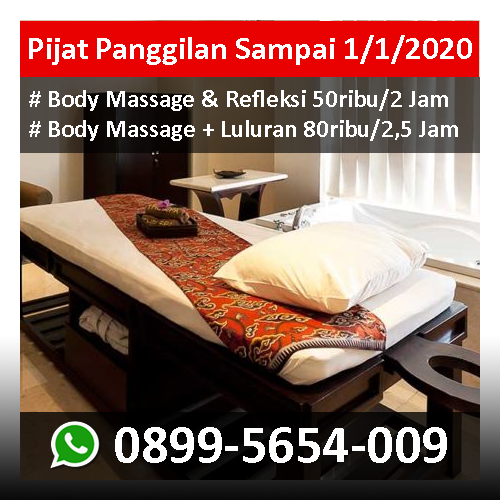 Pijat Panggilan Sampai 1/1/2020
# Body Massage & Refleksi 50ribu/2 Jam
# Body Massage + Luluran 80ribu/2,5 Jam
0899-5654-009